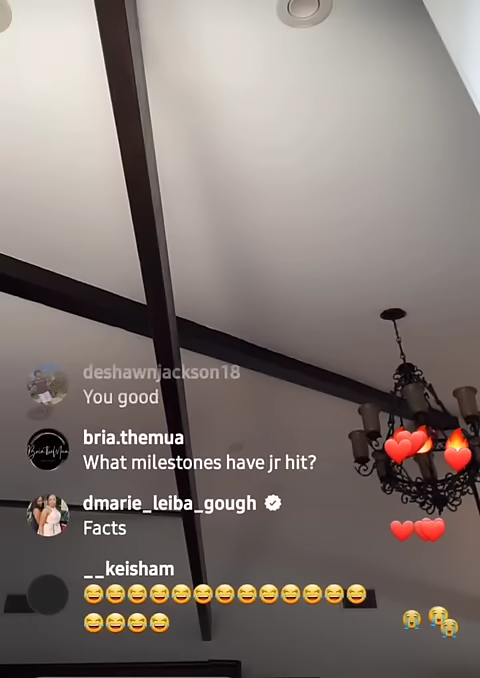 deshawnjackson18
You good
bria.themua
What milestones have jr hit?
dmarie_leiba_gough
Facts
__keisham
😂😂😂😂😂😂😂😂😂😂😂😂😂
😂😂😂😂